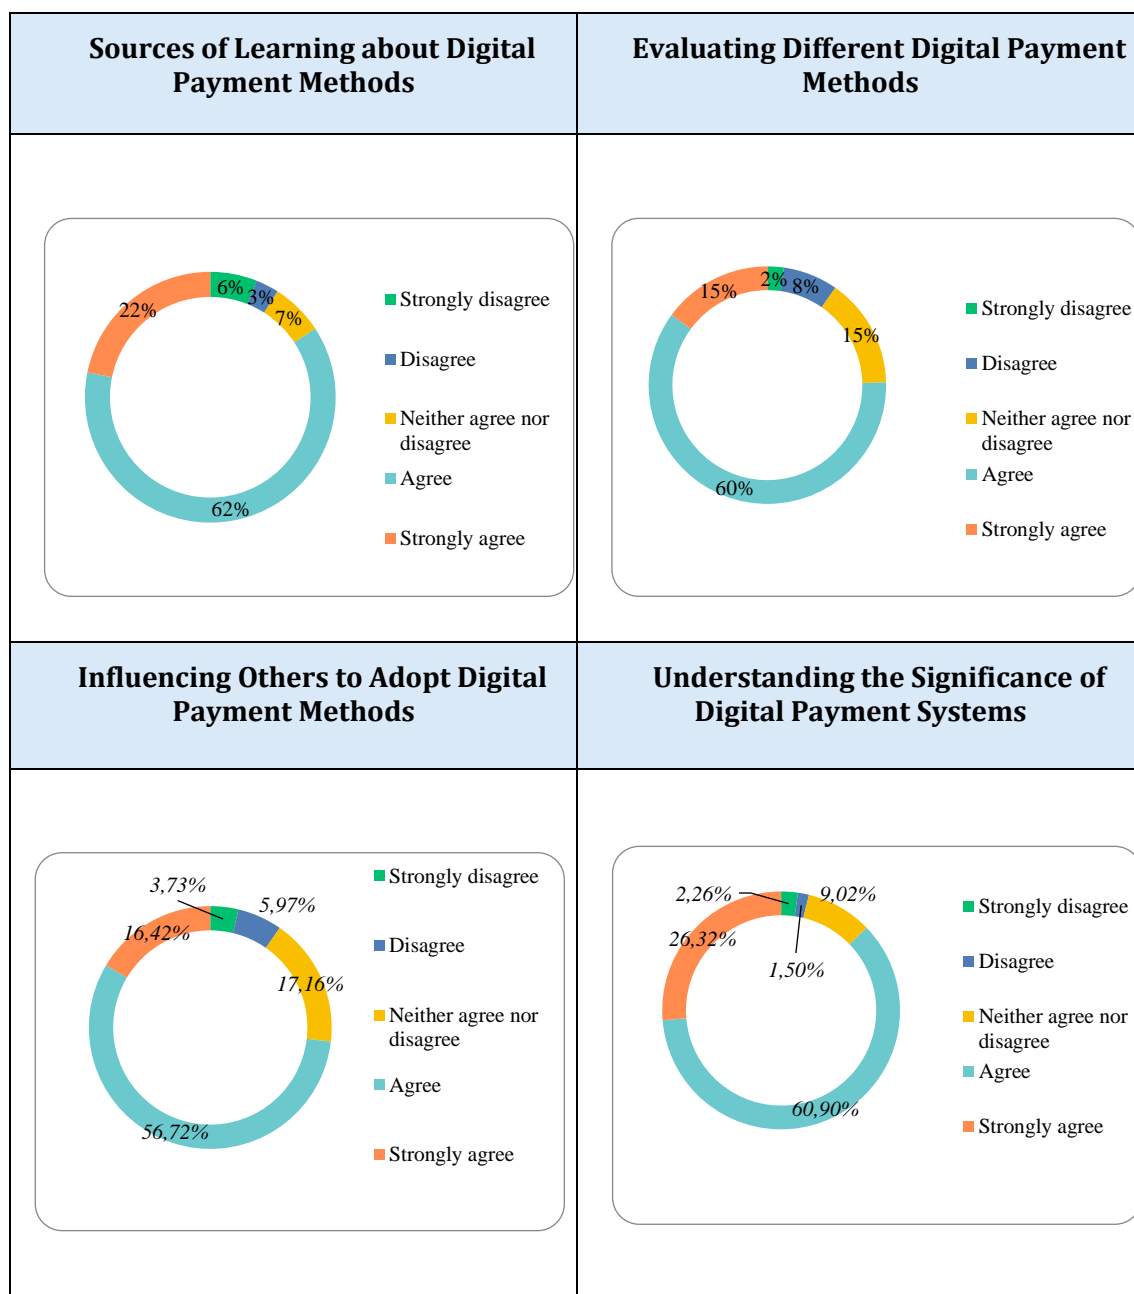 Sources of Learning about Digital
Payment Methods
Evaluating Different Digital Payment
Methods
6%
3%
7%
22%
62%
Strongly disagree
Disagree
Neither agree nor
disagree
Agree
Strongly agree
2%
8%
15%
15%
60%
Strongly disagree
Disagree
Neither agree nor
disagree
Agree
Strongly agree
Influencing Others to Adopt Digital
Payment Methods
Understanding the Significance of
Digital Payment Systems
3,73%
5,97%
16,42%
17,16%
56,72%
Strongly disagree
Disagree
Neither agree nor
disagree
Agree
Strongly agree
2,26%
9,02%
26,32%
1,50%
60,90%
Strongly disagree
Disagree
Neither agree nor
disagree
Agree
Strongly agree